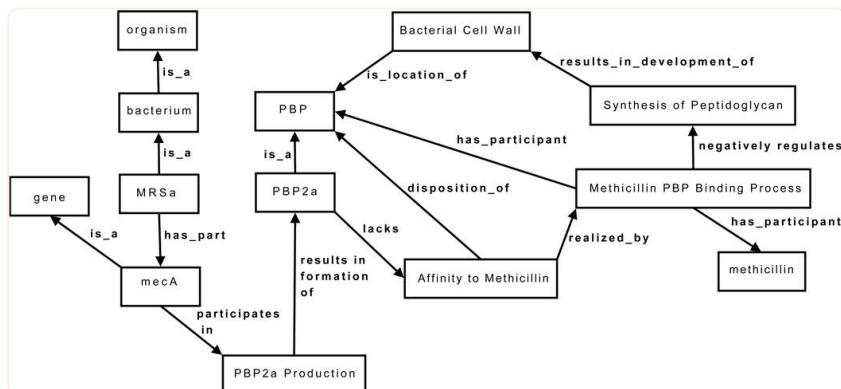 organism
Bacterial Cell Wall
is_a
is_location_of
results_in_development_of
bacterium
PBP
Synthesis of Peptidoglycan
has_participant
is_a
is_a
negatively regulates
gene
MRSa
PBP2a
disposition_of
Methicillin PBP Binding Process
is_a
has_part
lacks
realized_by
has_participant
results in
formation
of
mecA
Affinity to Methicillin
methicillin
participates
in
PBP2a Production